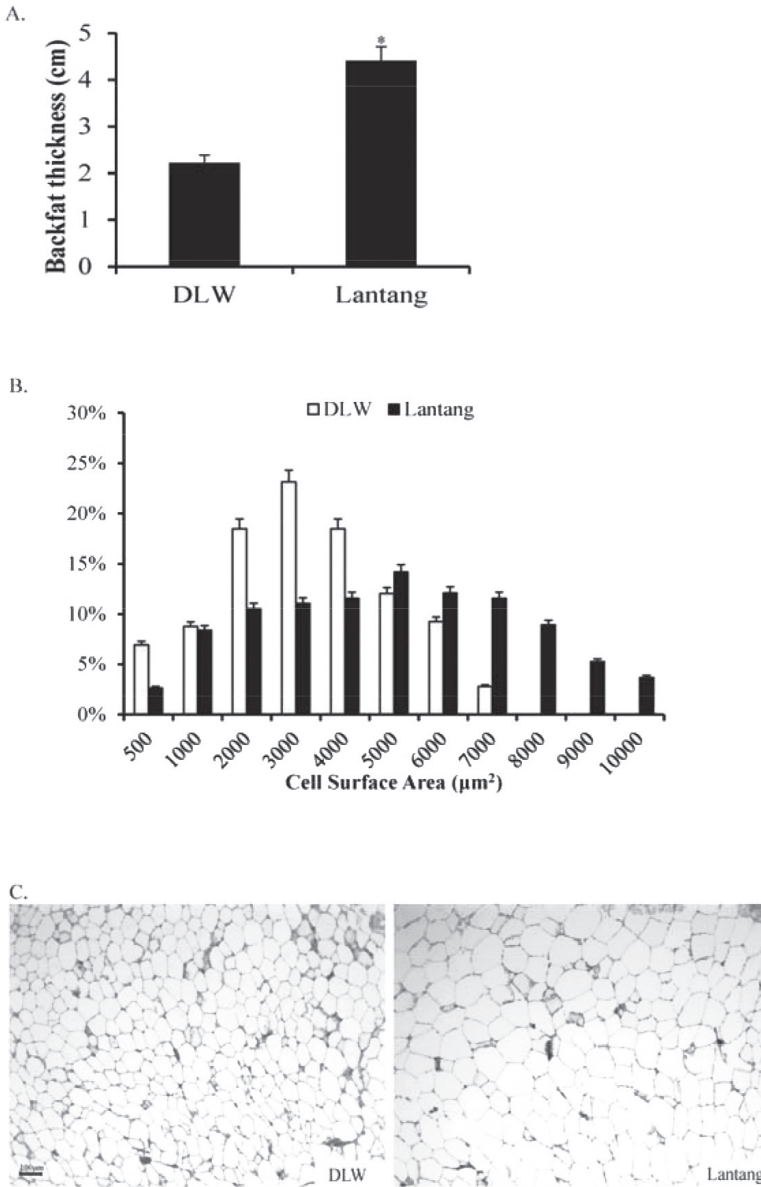 A.
Backfat thickness (cm)
5
4
3
2
1
0
*
DLW
Lantang
B.
DLW Lantang
30%
25%
20%
15%
10%
5%
0%
500 1000 2000 3000 4000 5000 6000 7000 8000 9000 10000
Cell Surface Area (µm²)
C.
100µm
DLW
Lantang